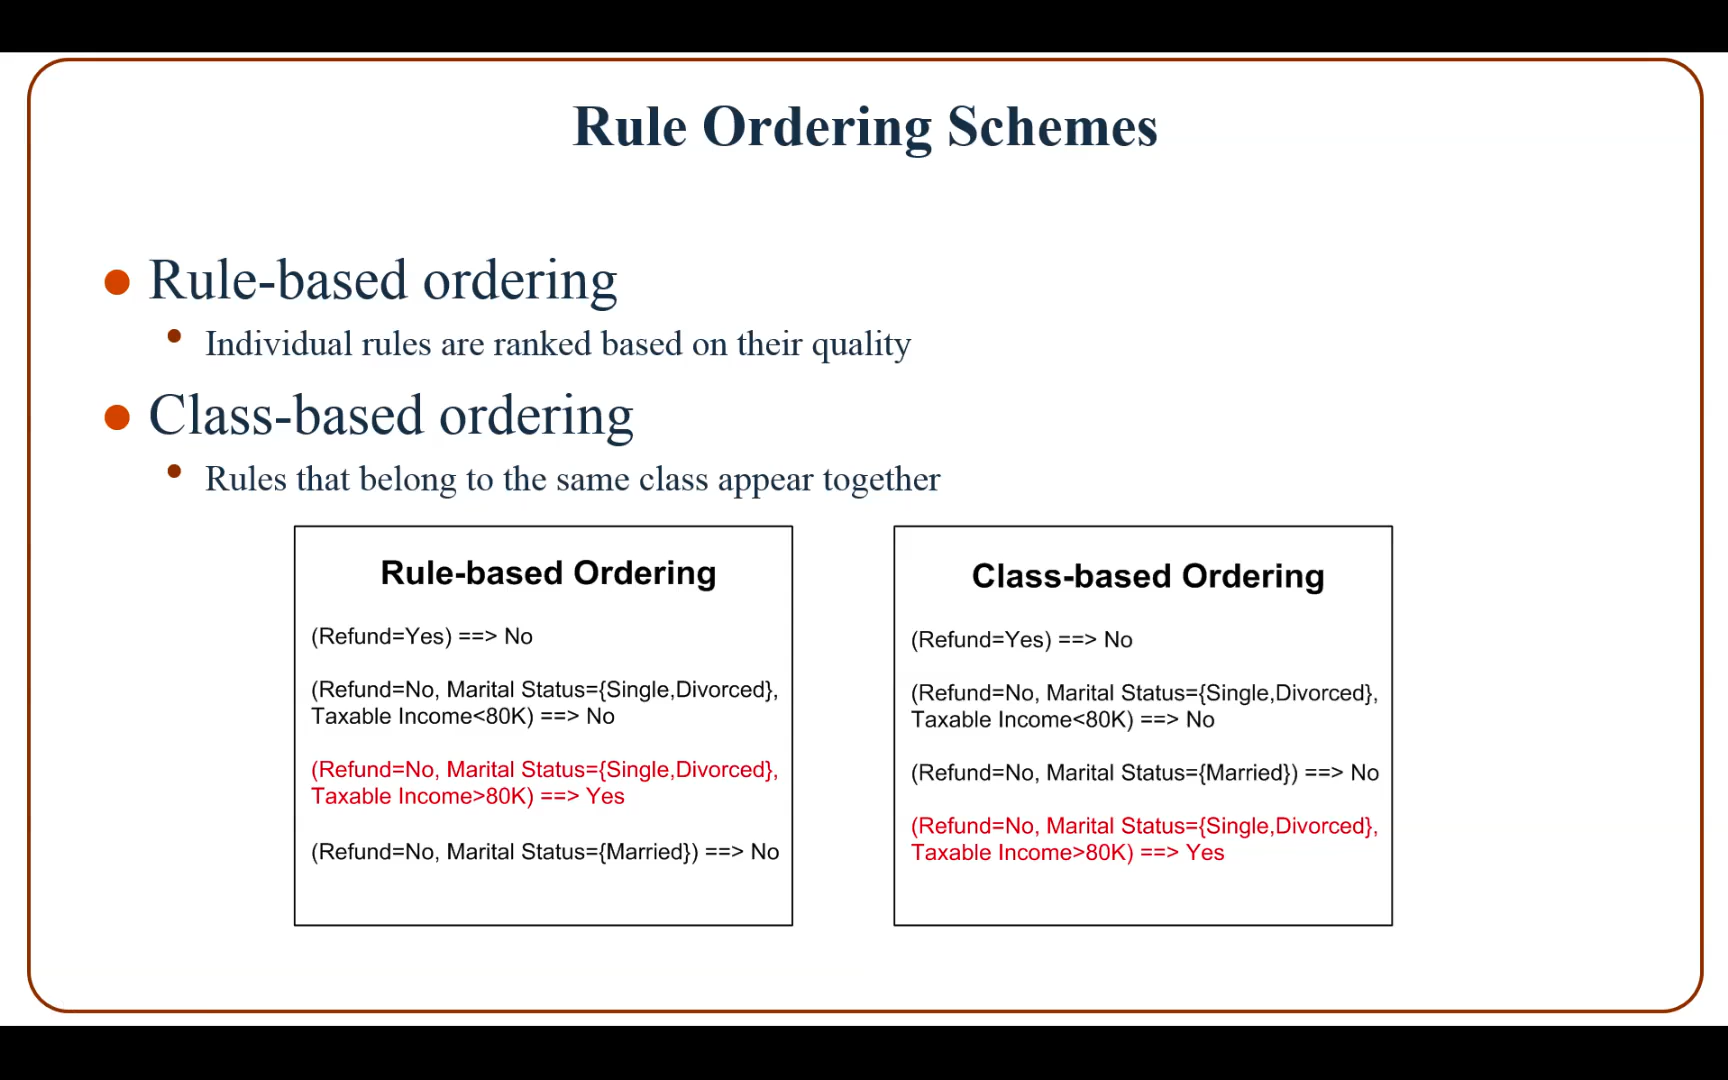 Rule Ordering Schemes
Rule-based ordering
Individual rules are ranked based on their quality
Class-based ordering
Rules that belong to the same class appear together
Rule-based Ordering
(Refund=Yes) ==> No
(Refund=No, Marital Status={Single,Divorced},
Taxable Income<80K) ==> No
(Refund=No, Marital Status={Single,Divorced},
Taxable Income>80K) ==> Yes
(Refund=No, Marital Status={Married}) ==> No
Class-based Ordering
(Refund=Yes) ==> No
(Refund=No, Marital Status={Single,Divorced},
Taxable Income<80K) ==> No
(Refund=No, Marital Status={Married}) ==> No
(Refund=No, Marital Status={Single,Divorced},
Taxable Income>80K) ==> Yes